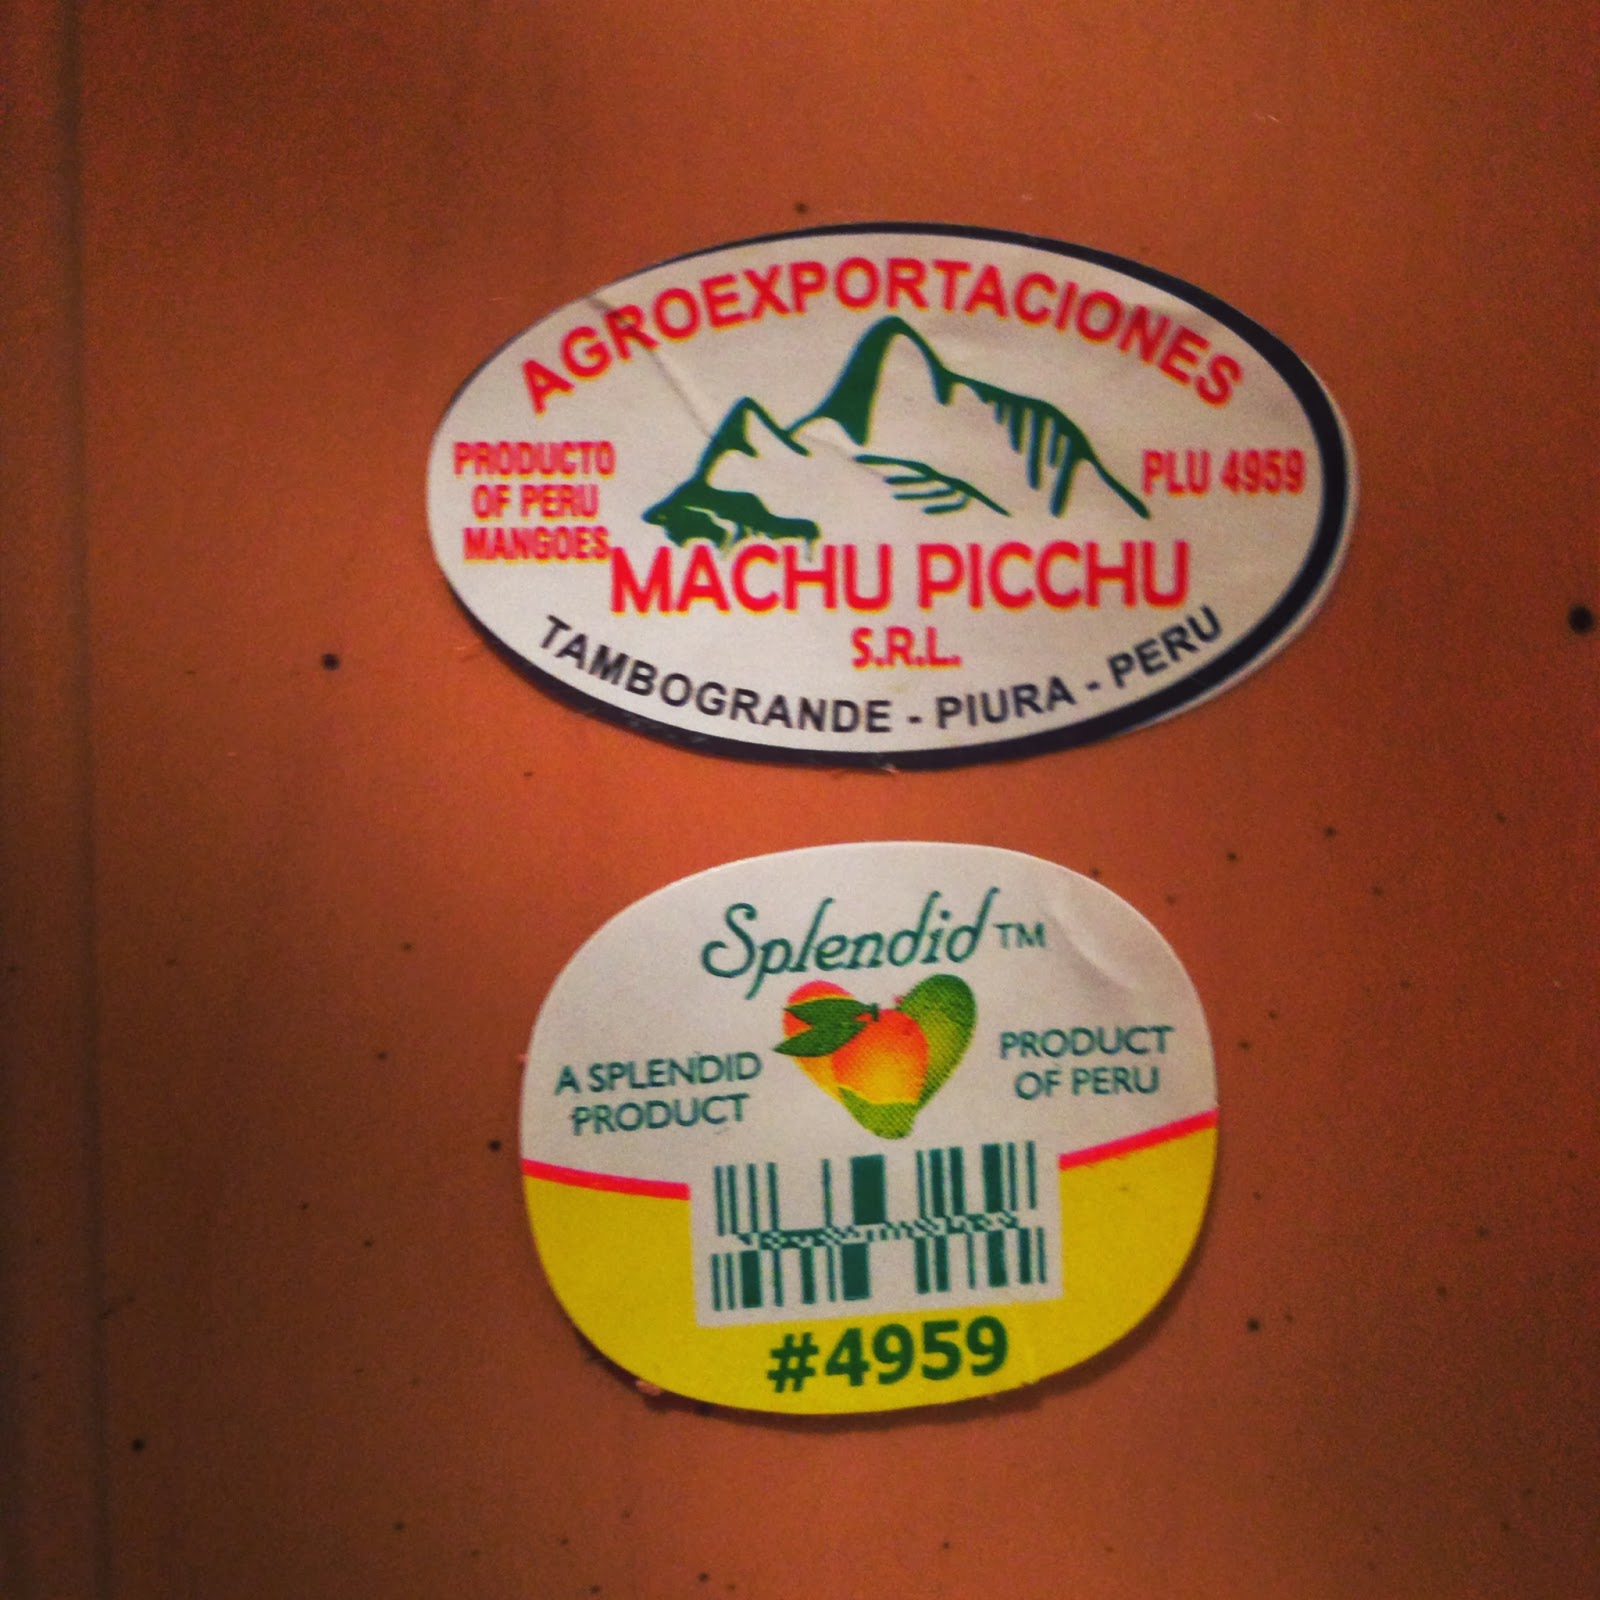 AGROEXPORTACIONES
PRODUCTO
OF PERU
MANGOES
PLU 4959
MACHU PICCHU
S.R.L.
TAMBOGRANDE - PIURA - PERU
Splendid™
A SPLENDID
PRODUCT
PRODUCT
OF PERU
#4959